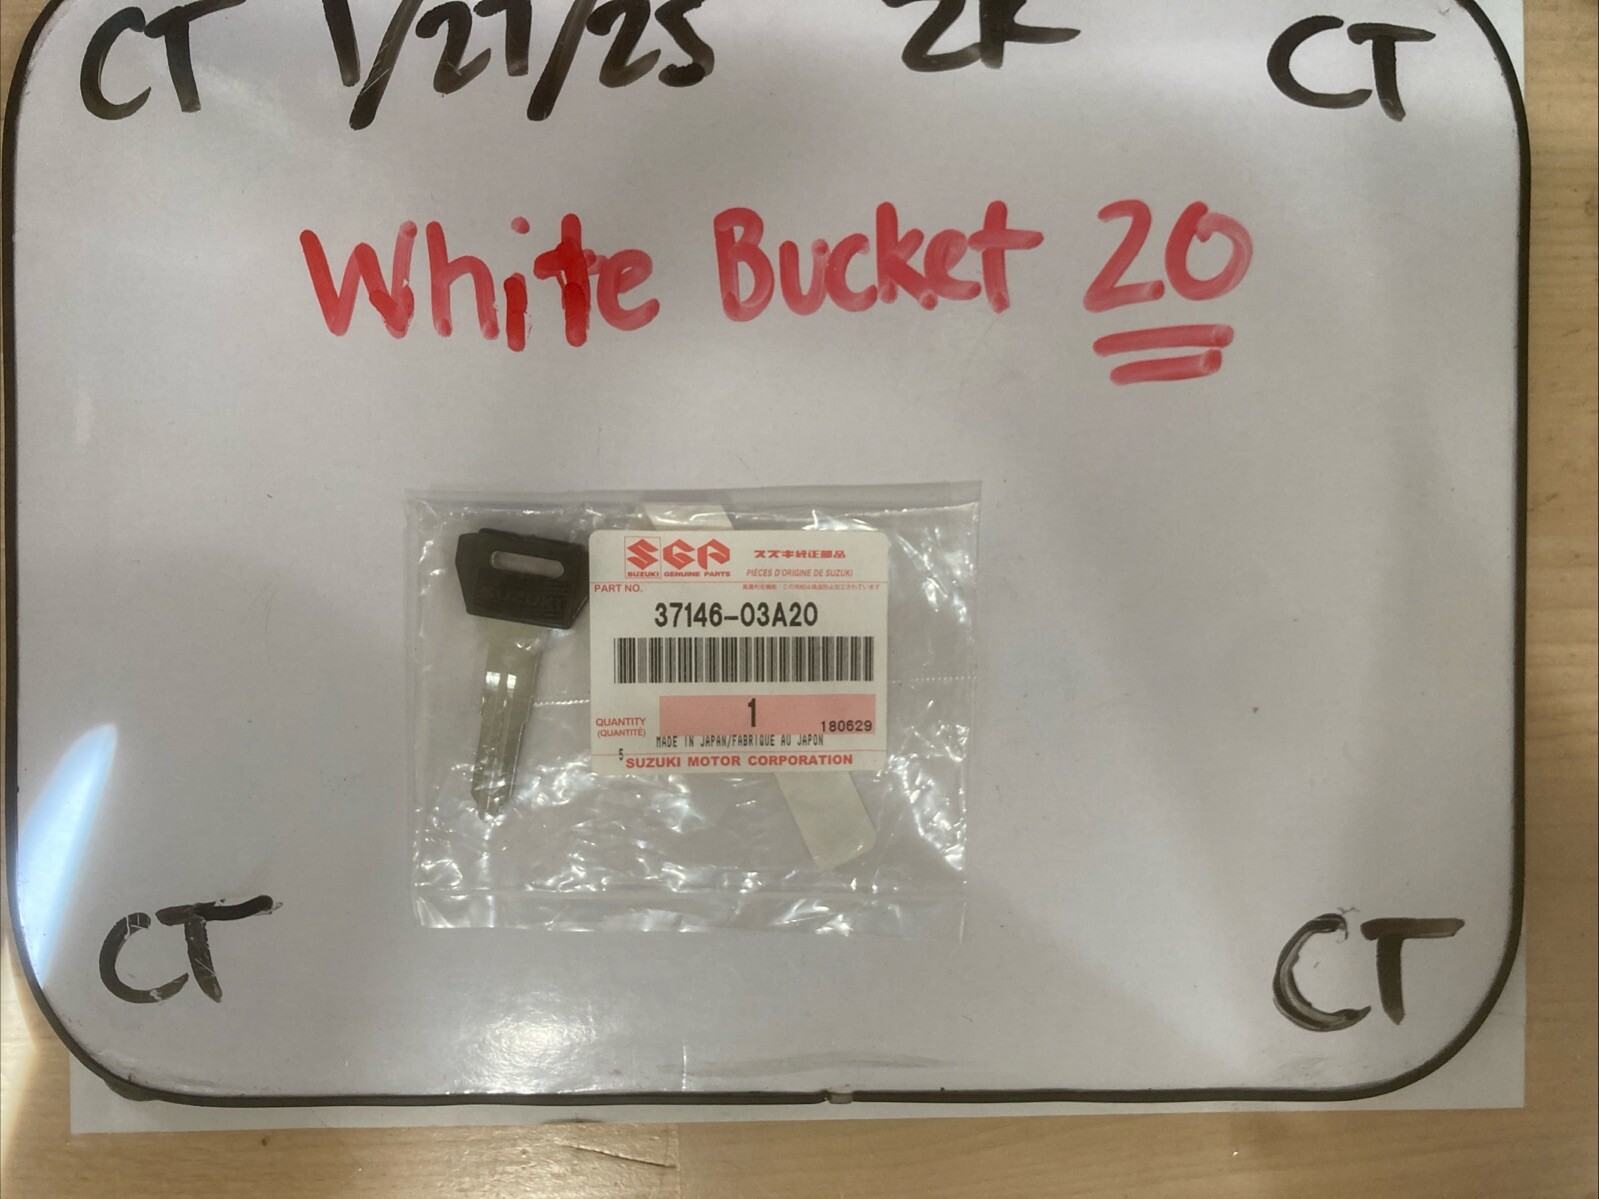 CT 1/27/25 2K CT
White Bucket 20
SGP スズキ純正部品
SUZUKI GENUINE PARTS PIÈCES D'ORIGINE DE SUZUKI
PART NO.
37146-03A20
QUANTITY 1 180629
(QUANTITÉ)
MADE IN JAPAN/FABRIQUE AU JAPON
5 SUZUKI MOTOR CORPORATION
SUZUKI
CT CT